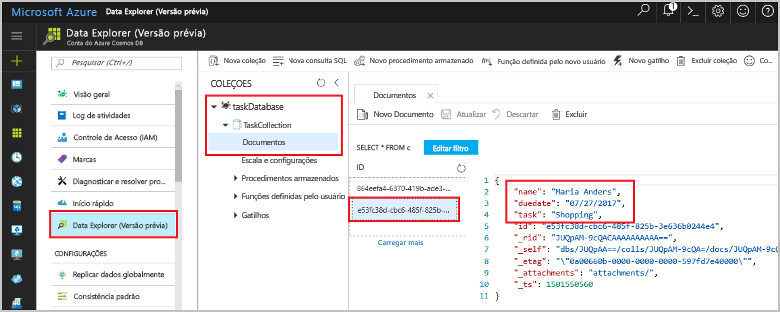 Microsoft Azure Data Explorer (Versão prévia)
Data Explorer (Versão prévia)
Conta do Azure Cosmos DB
Pesquisar (Ctrl+/)
Visão geral
Log de atividades
Controle de Acesso (IAM)
Marcas
Diagnosticar e resolver pro...
Início rápido
Data Explorer (Versão prévia)
CONFIGURAÇÕES
Replicar dados globalmente
Consistência padrão
Nova coleção Nova consulta SQL Novo procedimento armazenado Função definida pelo novo usuário Novo gatilho Excluir coleção Co...
COLEÇÕES
taskDatabase
TaskCollection
Documentos
Escala e configurações
Procedimentos armazenados
Funções definidas pelo usuário
Gatilhos
Documentos
Novo Documento Atualizar Descartar Excluir
SELECT * FROM c Editar filtro
ID
864eefa4-6370-419b-ade3-...
e53fc38d-cbc6-485f-825b-...
Carregar mais
1 {
2 "name": "Maria Anders",
3 "duedate": "07/27/2017",
4 "task": "Shopping",
5 "id": "e53fc38d-cbc6-485f-825b-3e636b0244e4",
6 "_rid": "JUQpAM-9cQACAAAAAAAAAA==",
7 "_self": "dbs/JUQpAA==/colls/JUQpAM-9cQA=/docs/JUQpAM-9cQ
8 "_etag": "\"0a00660b-0000-0000-0000-597fd7e40000\"",
9 "_attachments": "attachments/",
10 "_ts": 1501550560
11 }